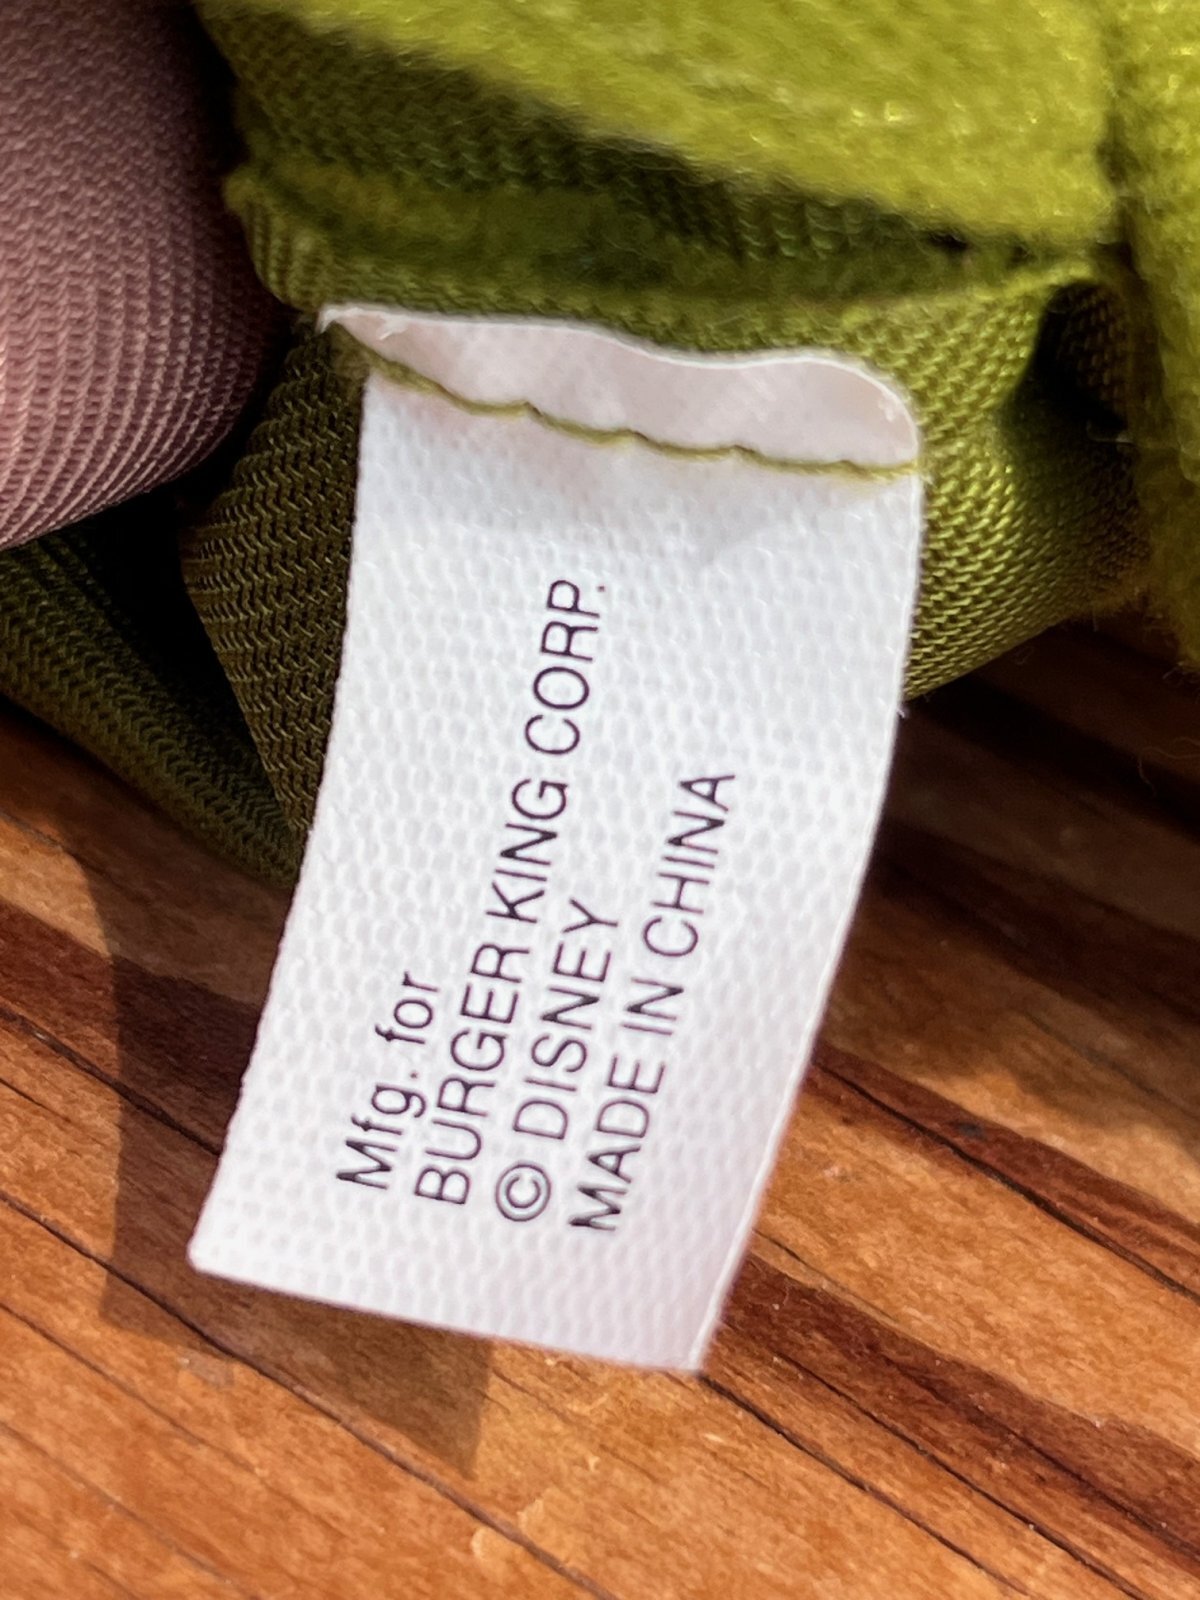 Mfg. for
BURGER KING CORP.
© DISNEY
MADE IN CHINA